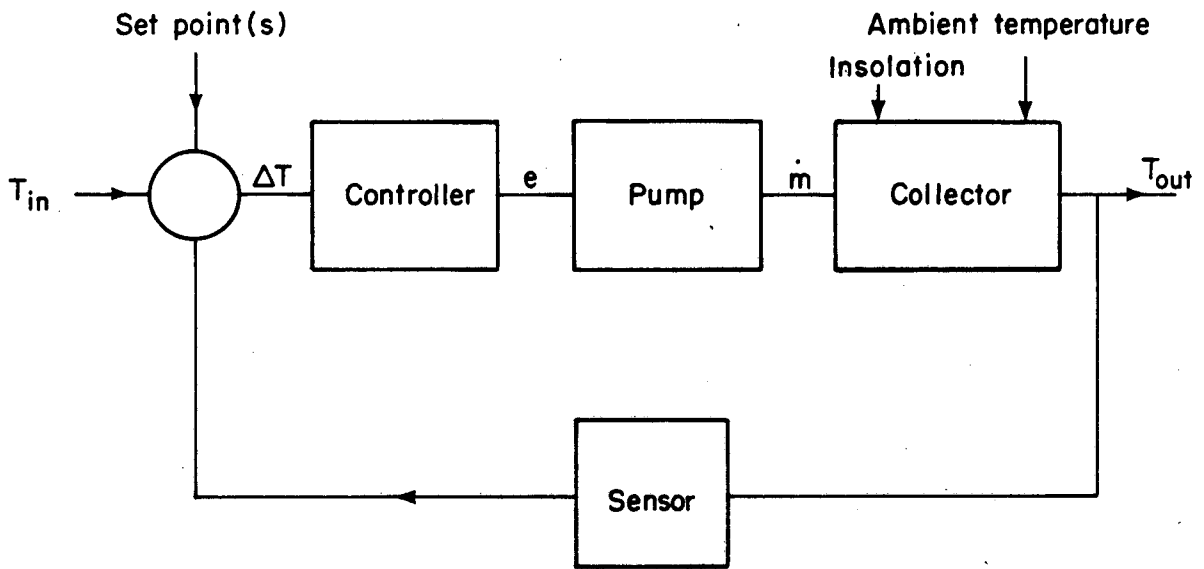 Set point(s)
Ambient temperature
Insolation
T_in
ΔT
Controller
e
Pump
ṁ
Collector
T_out
Sensor